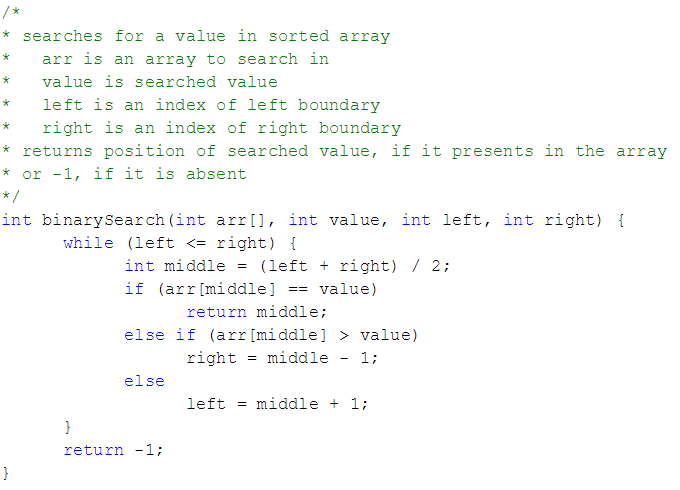 /*
* searches for a value in sorted array
*   arr is an array to search in
*   value is searched value
*   left is an index of left boundary
*   right is an index of right boundary
* returns position of searched value, if it presents in the array
* or -1, if it is absent
*/
int binarySearch(int arr[], int value, int left, int right) {
      while (left <= right) {
            int middle = (left + right) / 2;
            if (arr[middle] == value)
                  return middle;
            else if (arr[middle] > value)
                  right = middle - 1;
            else
                  left = middle + 1;
      }
      return -1;
}